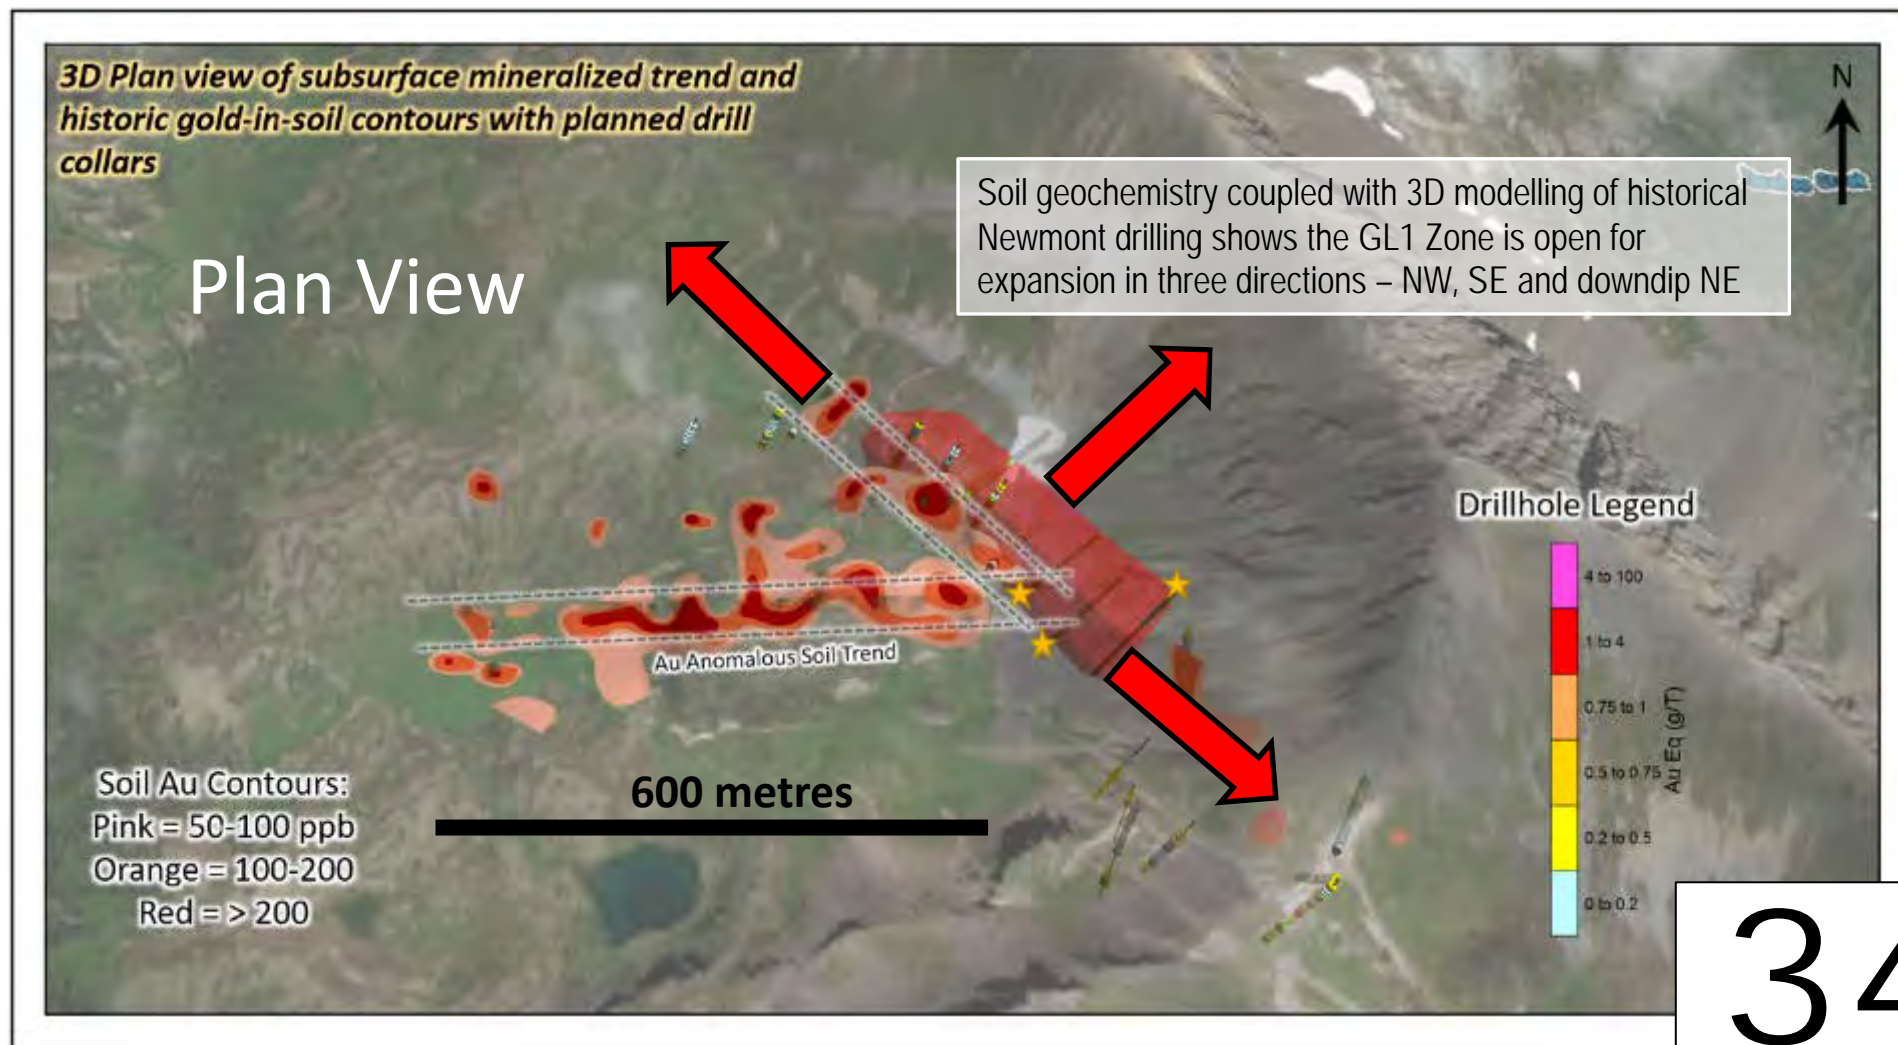 3D Plan view of subsurface mineralized trend and
historic gold-in-soil contours with planned drill
collars
N
Soil geochemistry coupled with 3D modelling of historical
Newmont drilling shows the GL1 Zone is open for
expansion in three directions – NW, SE and downdip NE
Plan View
Drillhole Legend
4 to 100
1 to 4
0.75 to 1
0.5 to 0.75
0.2 to 0.5
0 to 0.2
Au Eq (g/T)
Au Anomalous Soil Trend
600 metres
Soil Au Contours:
Pink = 50-100 ppb
Orange = 100-200
Red = > 200
34